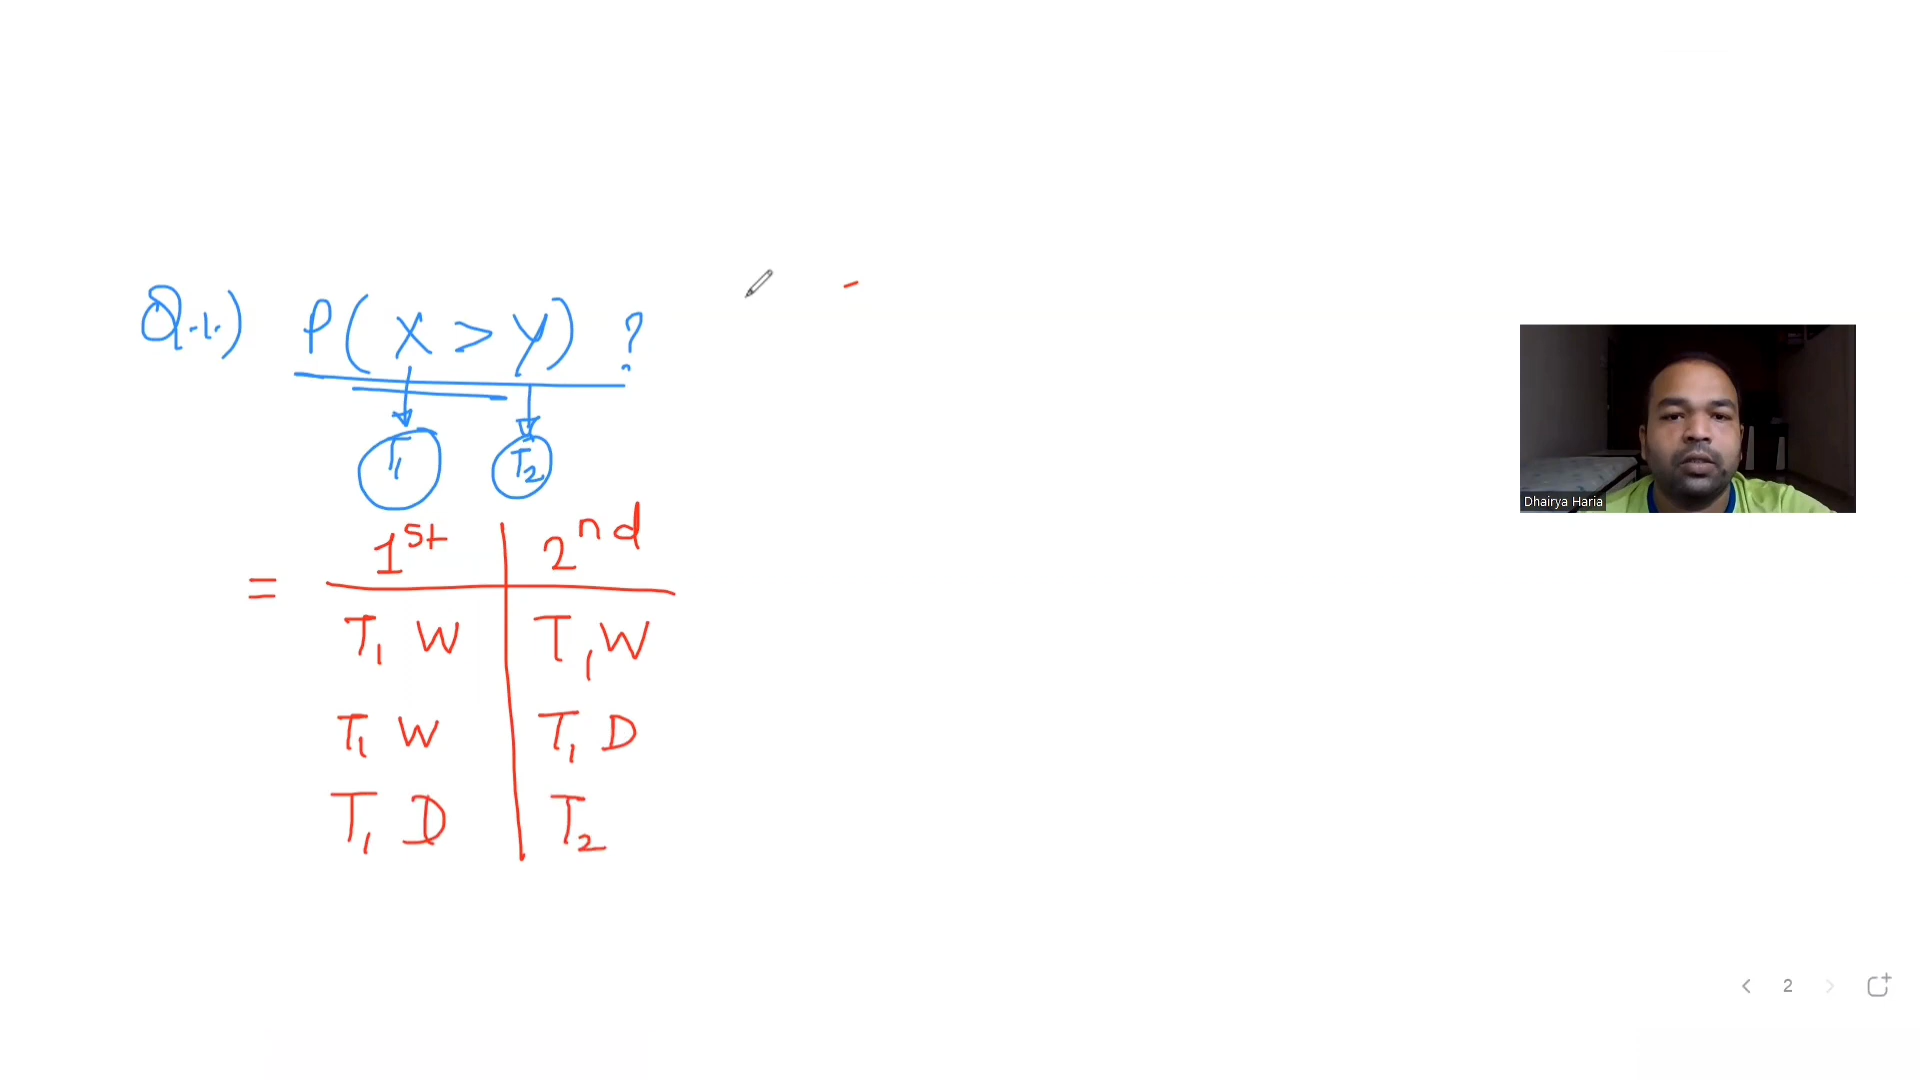 Q.1.) P( X > Y) ?
T1 T2
1st 2nd
=
T1 W T1 W
T1 W T1 D
T1 D T2
Dhairya Haria
2